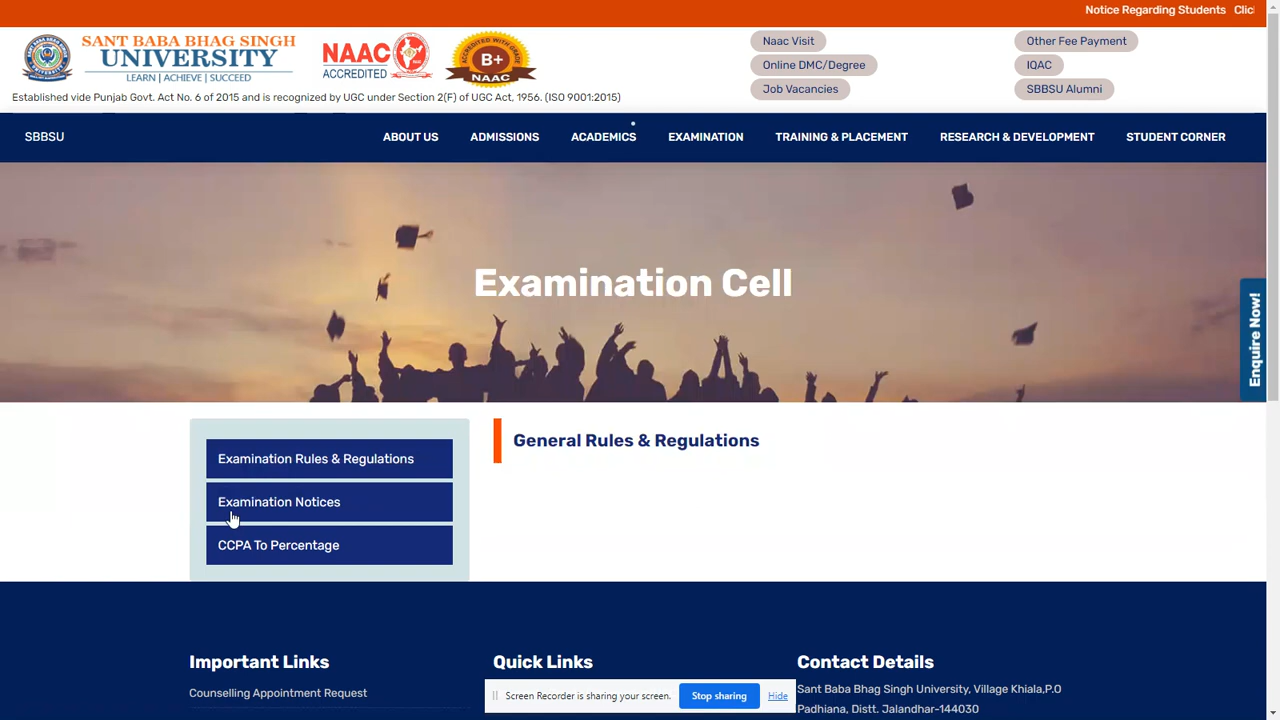 Notice Regarding Students Clic
SANT BABA BHAG SINGH
UNIVERSITY
LEARN | ACHIEVE | SUCCEED
NAAC
ACCREDITED
ACCREDITED WITH GRADE
B+
NAAC
Established vide Punjab Govt. Act No. 6 of 2015 and is recognized by UGC under Section 2(F) of UGC Act, 1956. (ISO 9001:2015)
Naac Visit
Online DMC/Degree
Job Vacancies
Other Fee Payment
IQAC
SBBSU Alumni
SBBSU
ABOUT US
ADMISSIONS
ACADEMICS
EXAMINATION
TRAINING & PLACEMENT
RESEARCH & DEVELOPMENT
STUDENT CORNER
Examination Cell
Enquire Now!
Examination Rules & Regulations
Examination Notices
CCPA To Percentage
General Rules & Regulations
Important Links
Counselling Appointment Request
Quick Links
Contact Details
Sant Baba Bhag Singh University, Village Khiala,P.O
Padhiana, Distt. Jalandhar-144030
Screen Recorder is sharing your screen.
Stop sharing
Hide